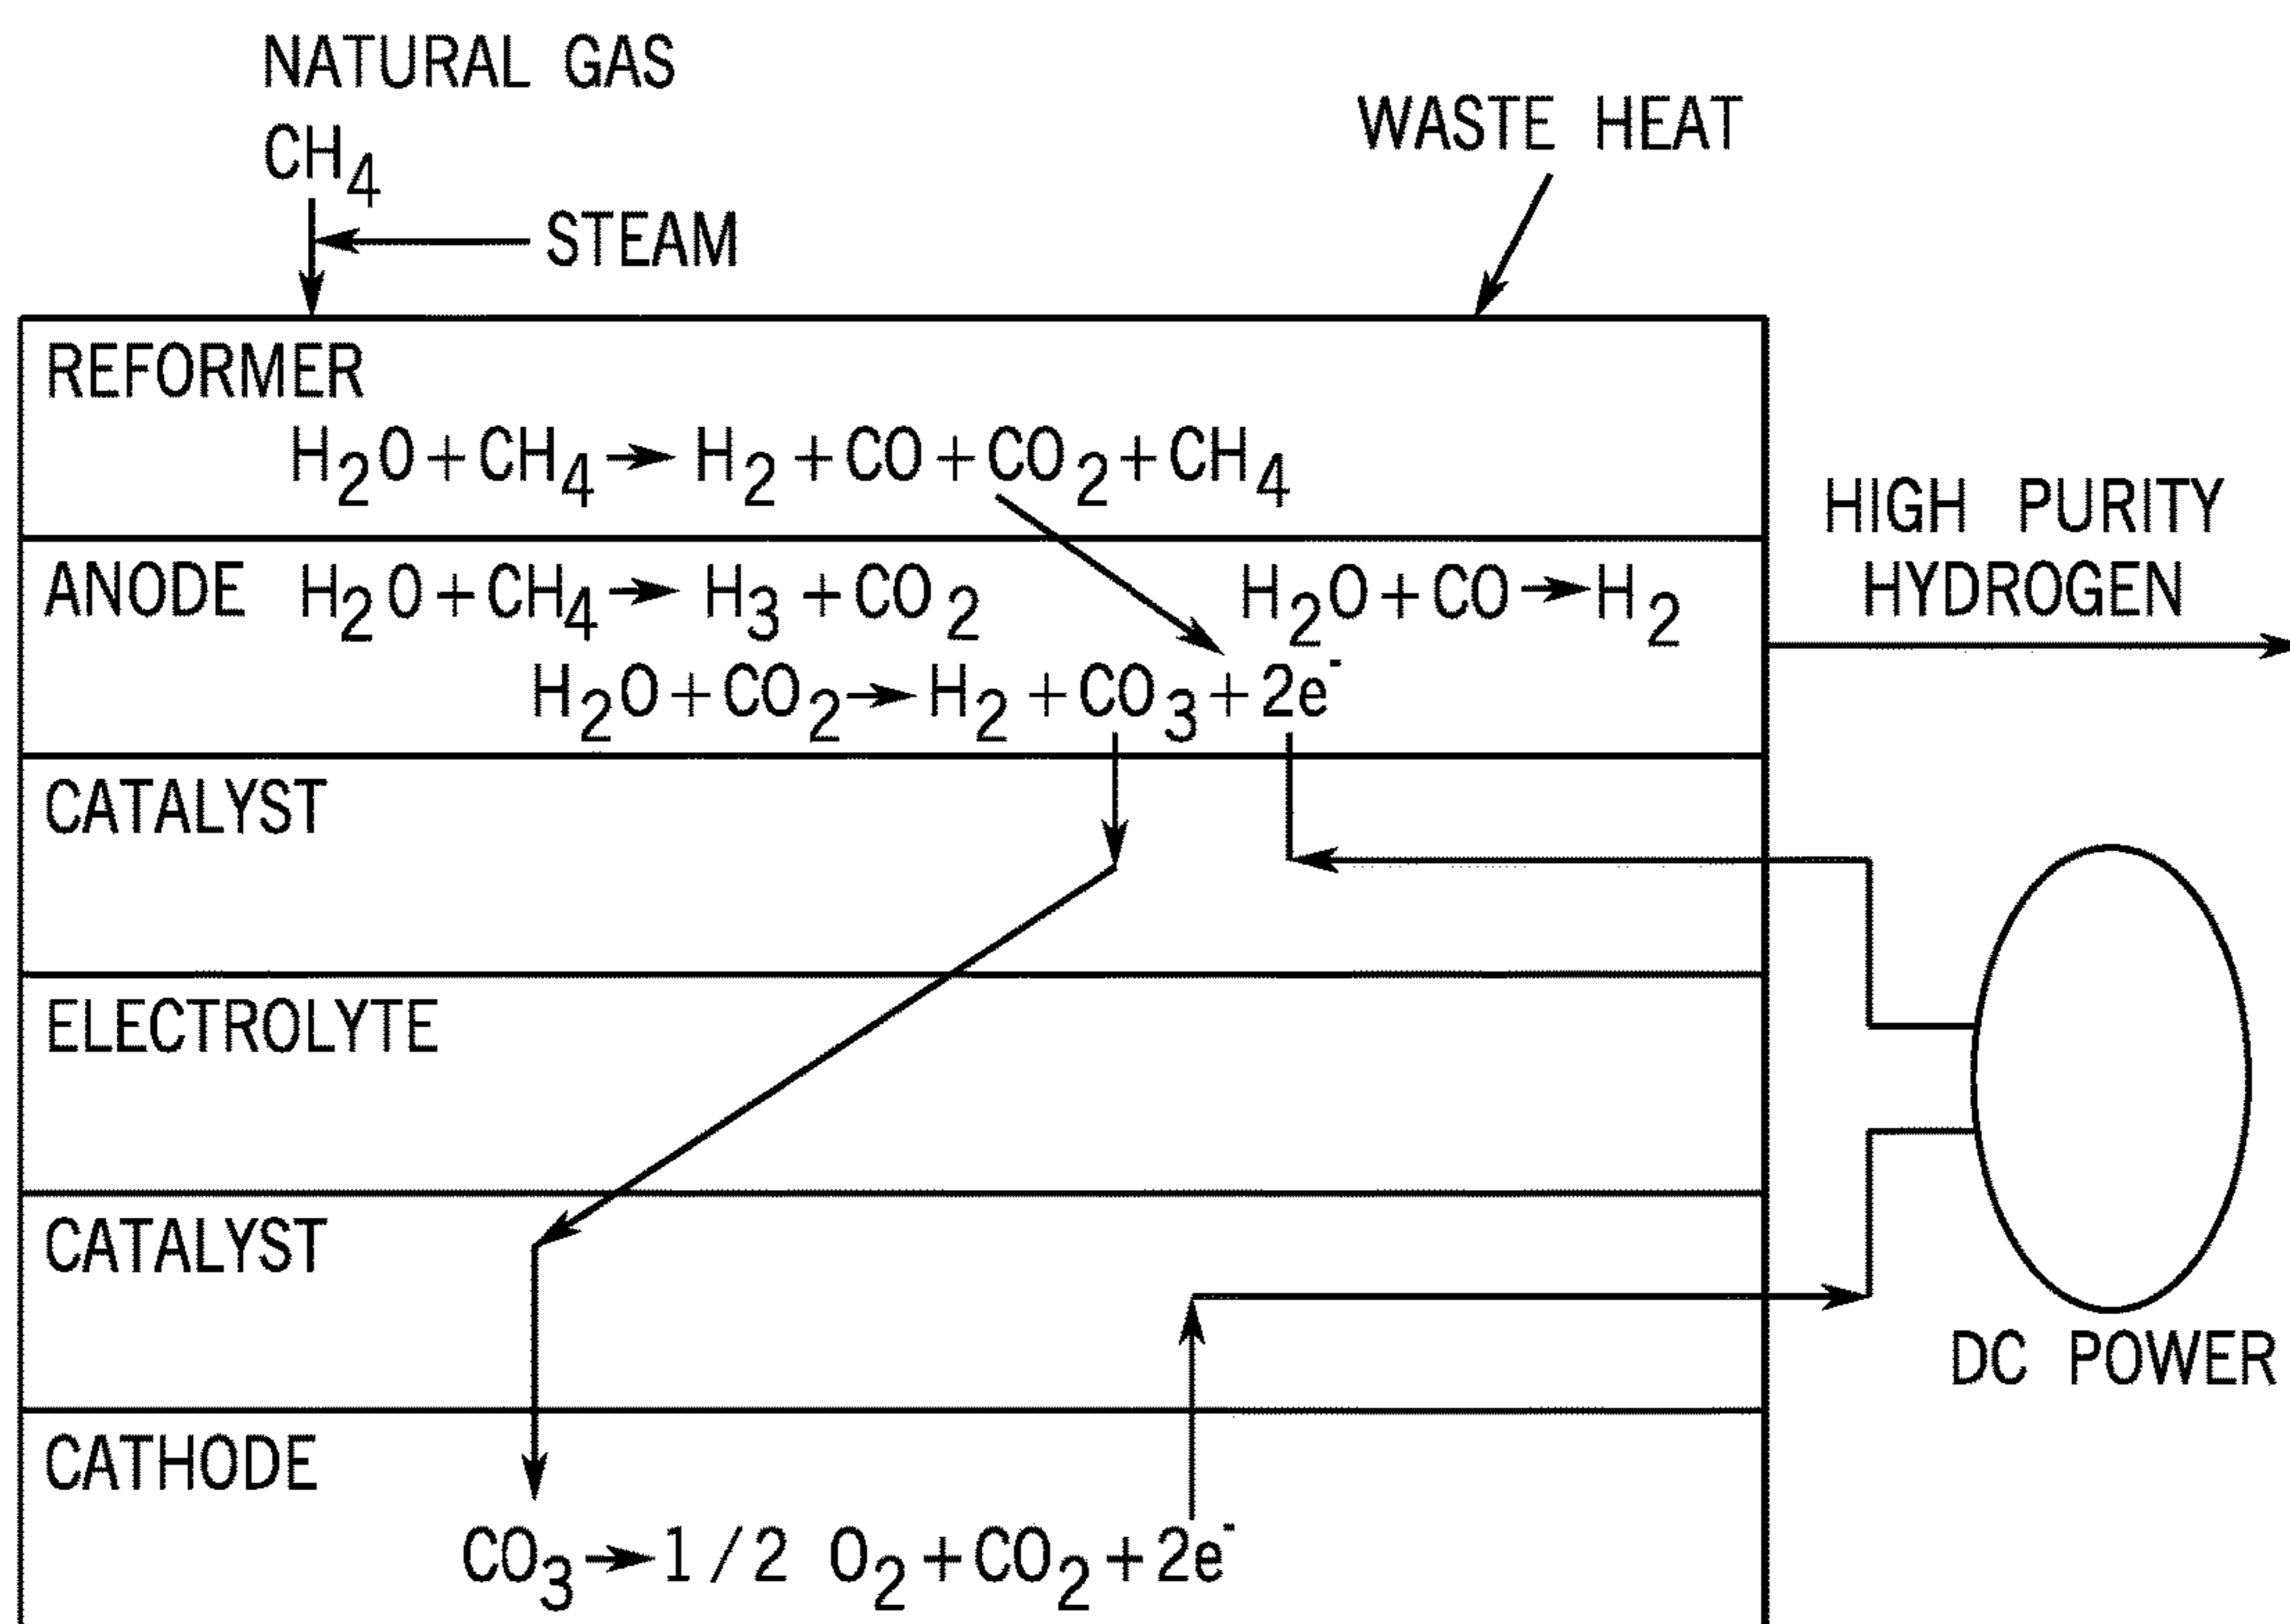 NATURAL GAS
CH₄
STEAM
WASTE HEAT
REFORMER
H₂O+CH₄→H₂+CO+CO₂+CH₄
ANODE H₂O+CH₄→H₃+CO₂ H₂O+CO→H₂
H₂O+CO₂→H₂+CO₃+2e⁻
HIGH PURITY
HYDROGEN
CATALYST
ELECTROLYTE
CATALYST
DC POWER
CATHODE
CO₃→1/2 O₂+CO₂+2e⁻